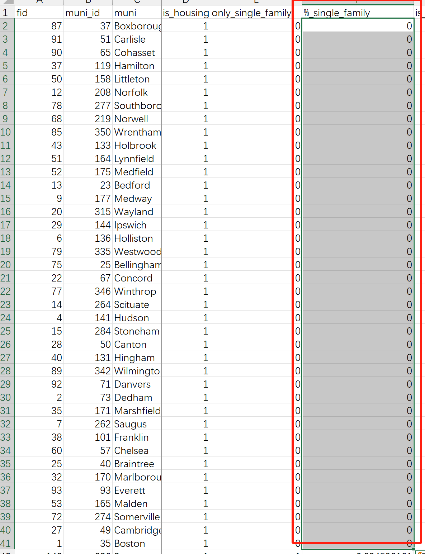 1 fid muni_id muni is_housing only_single_family %_single_family is_
2 87 37 Boxboroug 1 0 0
3 91 51 Carlisle 1 0 0
4 90 65 Cohasset 1 0 0
5 37 119 Hamilton 1 0 0
6 50 158 Littleton 1 0 0
7 12 208 Norfolk 1 0 0
8 78 277 Southboro 1 0 0
9 68 219 Norwell 1 0 0
10 85 350 Wrentham 1 0 0
11 43 133 Holbrook 1 0 0
12 51 164 Lynnfield 1 0 0
13 52 175 Medfield 1 0 0
14 13 23 Bedford 1 0 0
15 9 177 Medway 1 0 0
16 20 315 Wayland 1 0 0
17 29 144 Ipswich 1 0 0
18 6 136 Holliston 1 0 0
19 79 335 Westwood 1 0 0
20 75 25 Bellingham 1 0 0
21 22 67 Concord 1 0 0
22 77 346 Winthrop 1 0 0
23 14 264 Scituate 1 0 0
24 4 141 Hudson 1 0 0
25 15 284 Stoneham 1 0 0
26 28 50 Canton 1 0 0
27 40 131 Hingham 1 0 0
28 89 342 Wilmingto 1 0 0
29 92 71 Danvers 1 0 0
30 2 73 Dedham 1 0 0
31 35 171 Marshfield 1 0 0
32 7 262 Saugus 1 0 0
33 38 101 Franklin 1 0 0
34 60 57 Chelsea 1 0 0
35 25 40 Braintree 1 0 0
36 32 170 Marlborou 1 0 0
37 93 93 Everett 1 0 0
38 53 165 Malden 1 0 0
39 72 274 Somerville 1 0 0
40 27 49 Cambridge 1 0 0
41 1 35 Boston 1 0 0